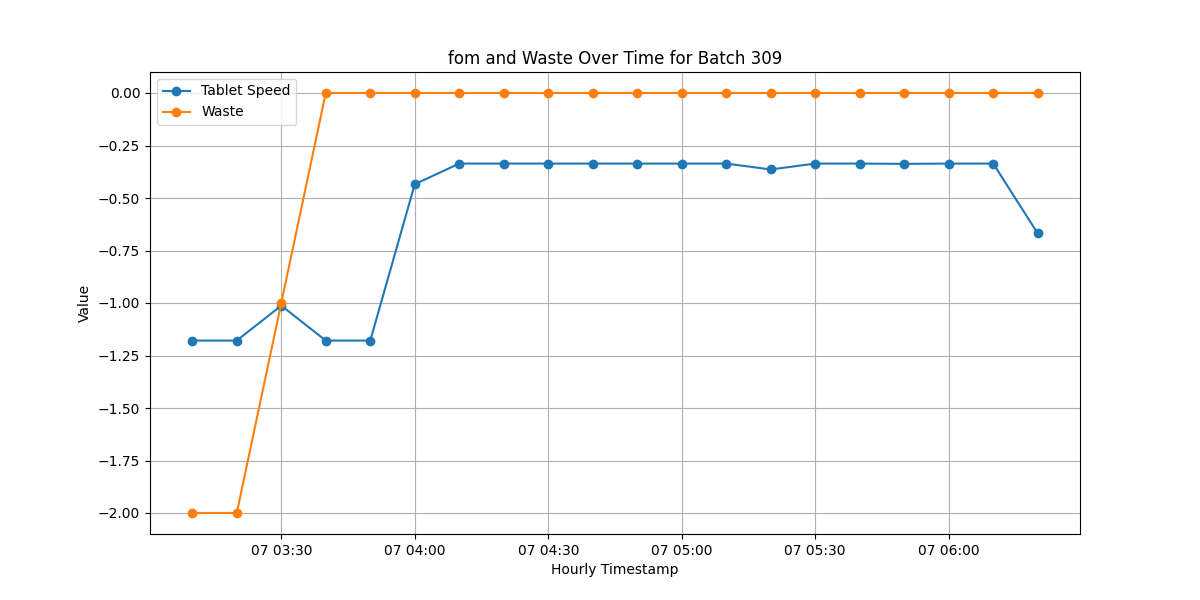 fom and Waste Over Time for Batch 309
Tablet Speed
Waste
0.00
−0.25
−0.50
−0.75
−1.00
−1.25
−1.50
−1.75
−2.00
Value
07 03:30 07 04:00 07 04:30 07 05:00 07 05:30 07 06:00
Hourly Timestamp